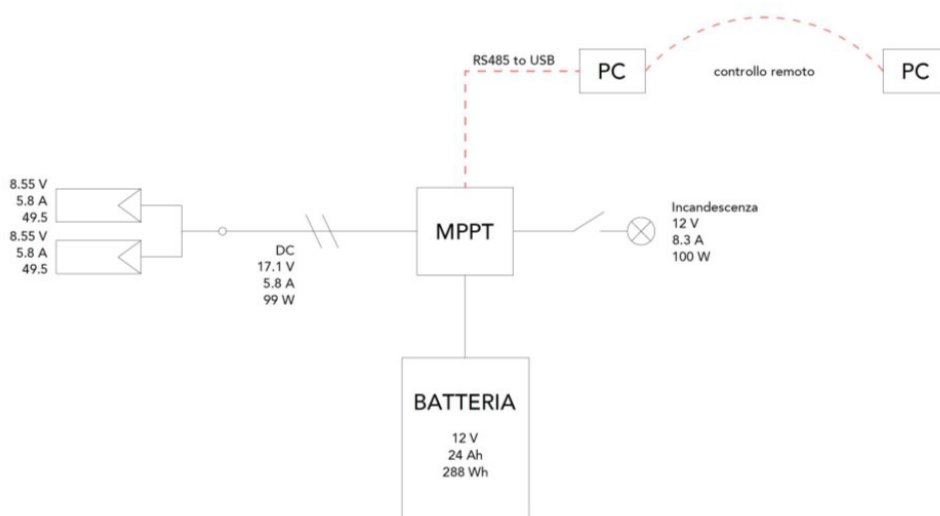 RS485 to USB
PC
controllo remoto
PC
8.55 V
5.8 A
49.5
8.55 V
5.8 A
49.5
DC
17.1 V
5.8 A
99 W
MPPT
Incandescenza
12 V
8.3 A
100 W
BATTERIA
12 V
24 Ah
288 Wh